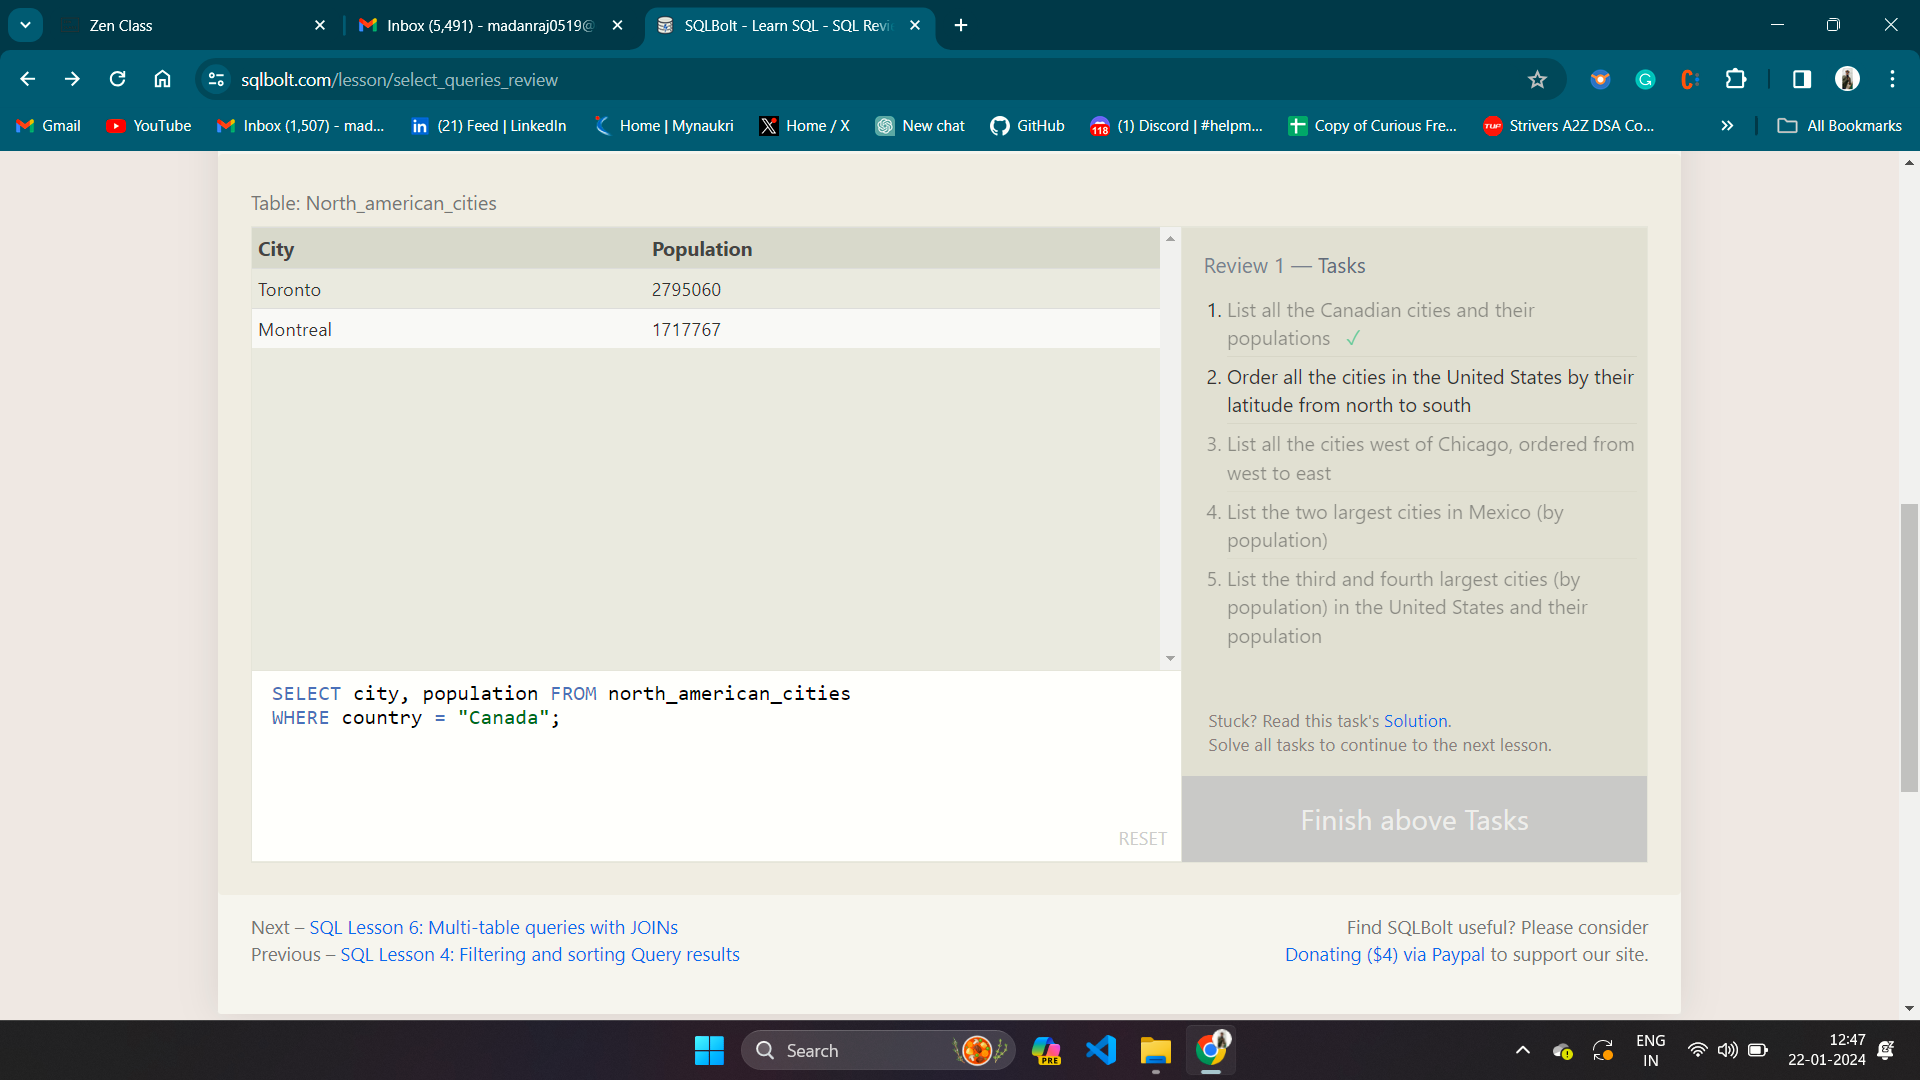 Zen Class
Inbox (5,491) - madanraj0519@
SQLBolt - Learn SQL - SQL Revi
sqlbolt.com/lesson/select_queries_review
Gmail
YouTube
Inbox (1,507) - mad...
(21) Feed | LinkedIn
Home | Mynaukri
Home / X
New chat
GitHub
118
(1) Discord | #helpm...
Copy of Curious Fre...
TUF
Strivers A2Z DSA Co...
All Bookmarks
Table: North_american_cities
City Population
Toronto 2795060
Montreal 1717767
SELECT city, population FROM north_american_cities
WHERE country = "Canada";
RESET
Review 1 — Tasks
1. List all the Canadian cities and their
populations ✓
2. Order all the cities in the United States by their
latitude from north to south
3. List all the cities west of Chicago, ordered from
west to east
4. List the two largest cities in Mexico (by
population)
5. List the third and fourth largest cities (by
population) in the United States and their
population
Stuck? Read this task's Solution.
Solve all tasks to continue to the next lesson.
Finish above Tasks
Next – SQL Lesson 6: Multi-table queries with JOINs
Previous – SQL Lesson 4: Filtering and sorting Query results
Find SQLBolt useful? Please consider
Donating ($4) via Paypal to support our site.
Search
PRE
ENG
IN
12:47
22-01-2024